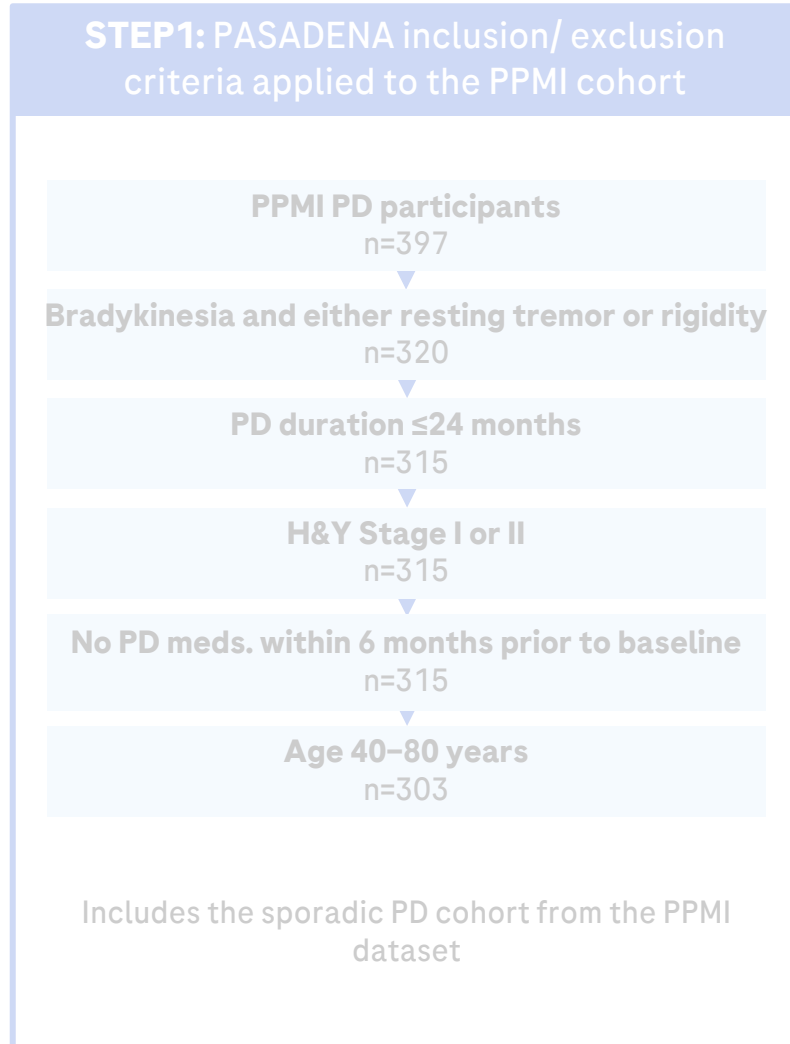 STEP1: PASADENA inclusion/ exclusion
criteria applied to the PPMI cohort
PPMI PD participants
n=397
Bradykinesia and either resting tremor or rigidity
n=320
PD duration ≤24 months
n=315
H&Y Stage I or II
n=315
No PD meds. within 6 months prior to baseline
n=315
Age 40–80 years
n=303
Includes the sporadic PD cohort from the PPMI
dataset